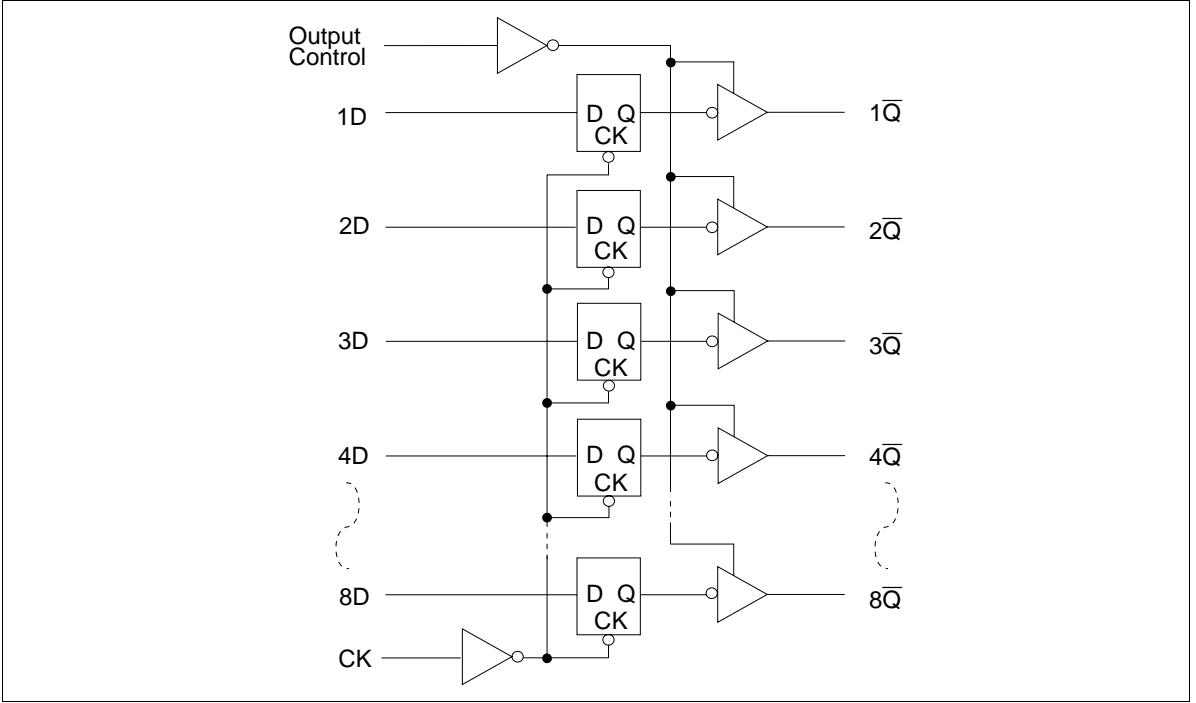 Output
Control
D Q
CK
1D
1Q̅
D Q
CK
2D
2Q̅
D Q
CK
3D
3Q̅
D Q
CK
4D
4Q̅
D Q
CK
8D
8Q̅
CK